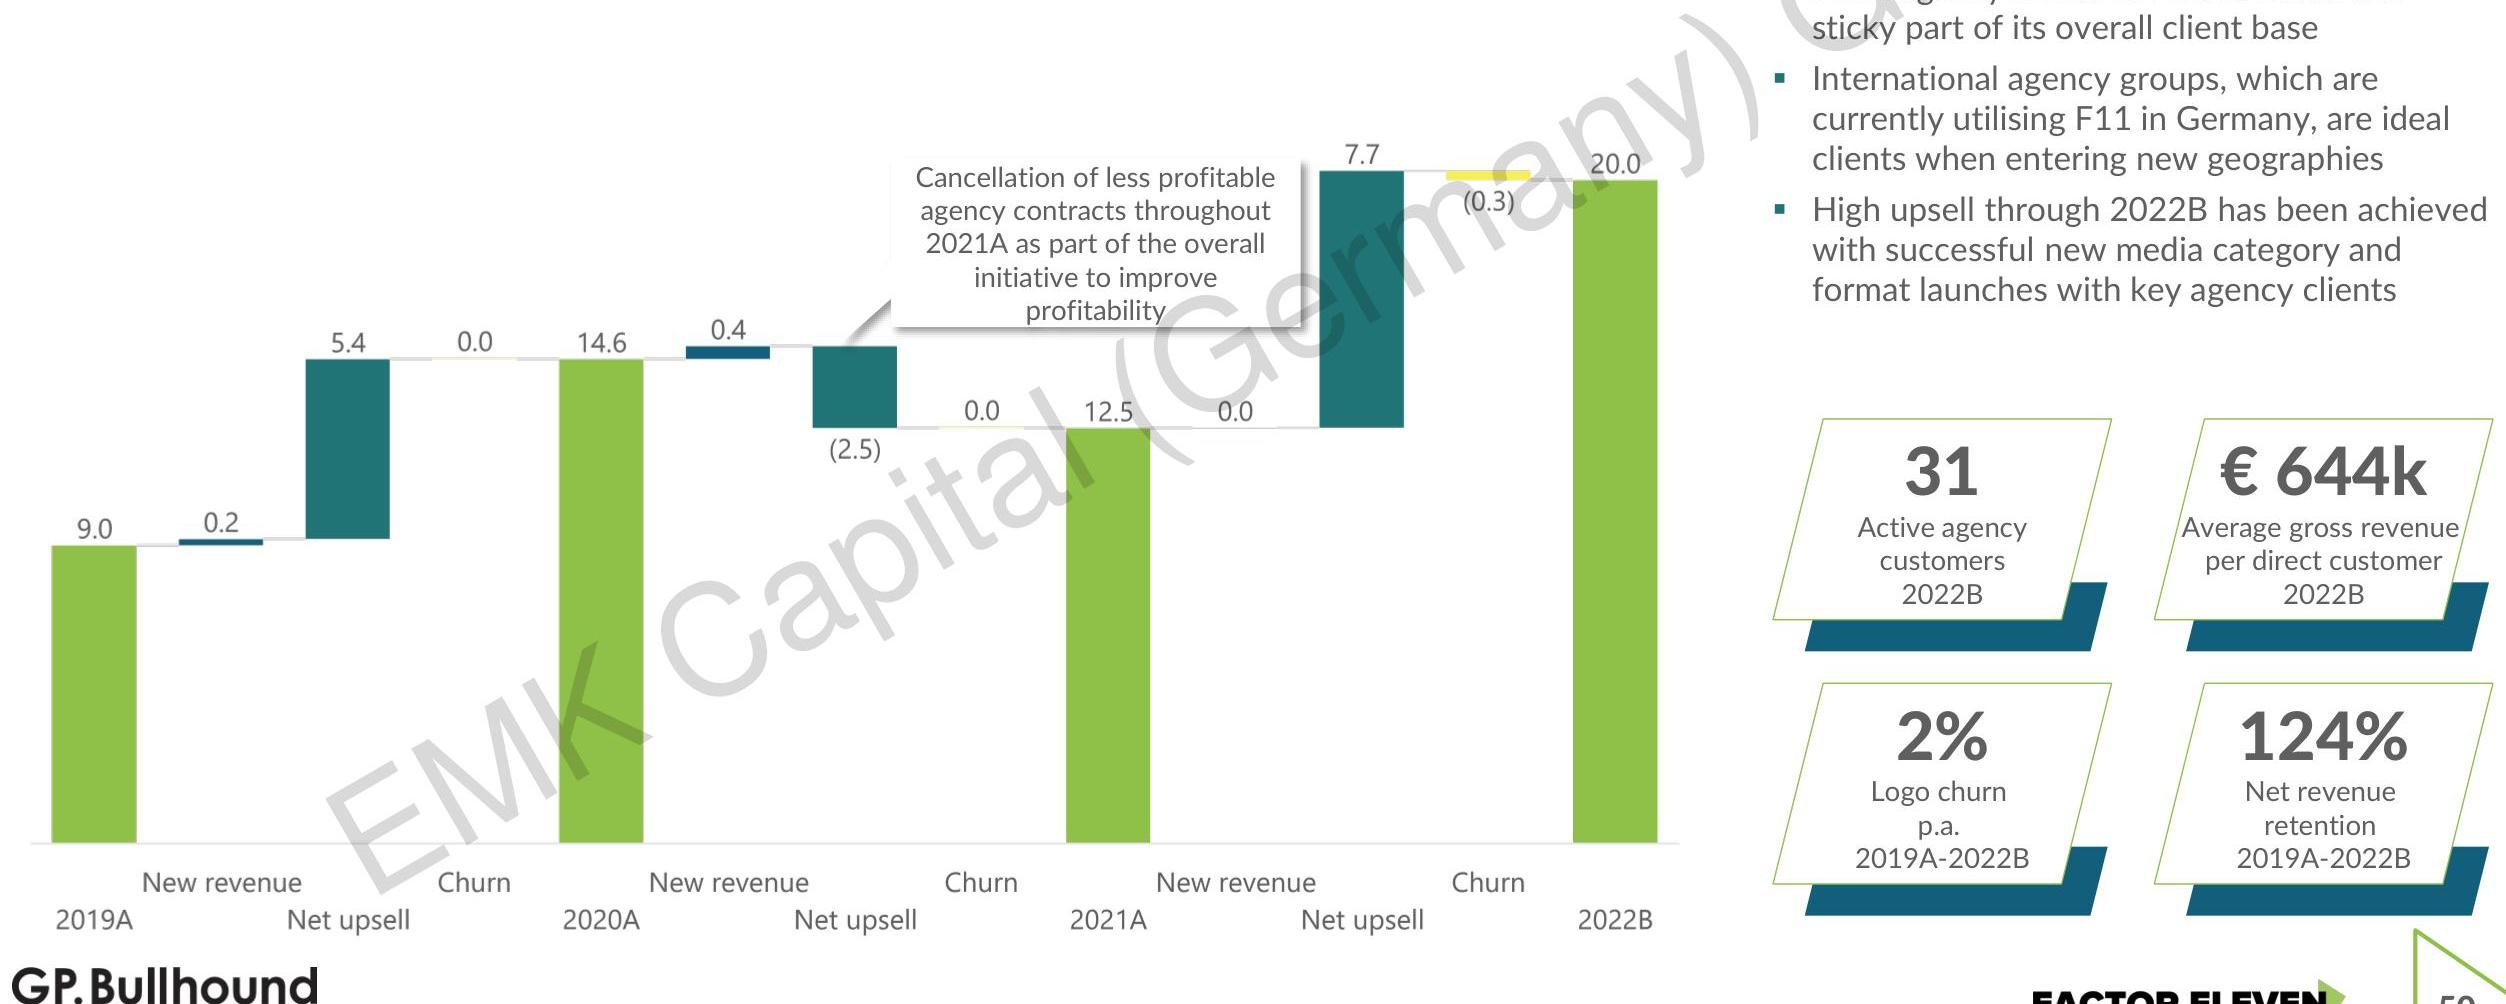 sticky part of its overall client base
▪ International agency groups, which are
currently utilising F11 in Germany, are ideal
clients when entering new geographies
▪ High upsell through 2022B has been achieved
with successful new media category and
format launches with key agency clients
Cancellation of less profitable
agency contracts throughout
2021A as part of the overall
initiative to improve
profitability
9.0
0.2
5.4
0.0
14.6
0.4
(2.5)
0.0
12.5
0.0
7.7
(0.3)
20.0
New revenue Churn New revenue Churn New revenue Churn
2019A Net upsell 2020A Net upsell 2021A Net upsell 2022B
31
Active agency
customers
2022B
€ 644k
Average gross revenue
per direct customer
2022B
2%
Logo churn
p.a.
2019A-2022B
124%
Net revenue
retention
2019A-2022B
EMK Capital (Germany)
GP.Bullhound
FACTOR ELEVEN